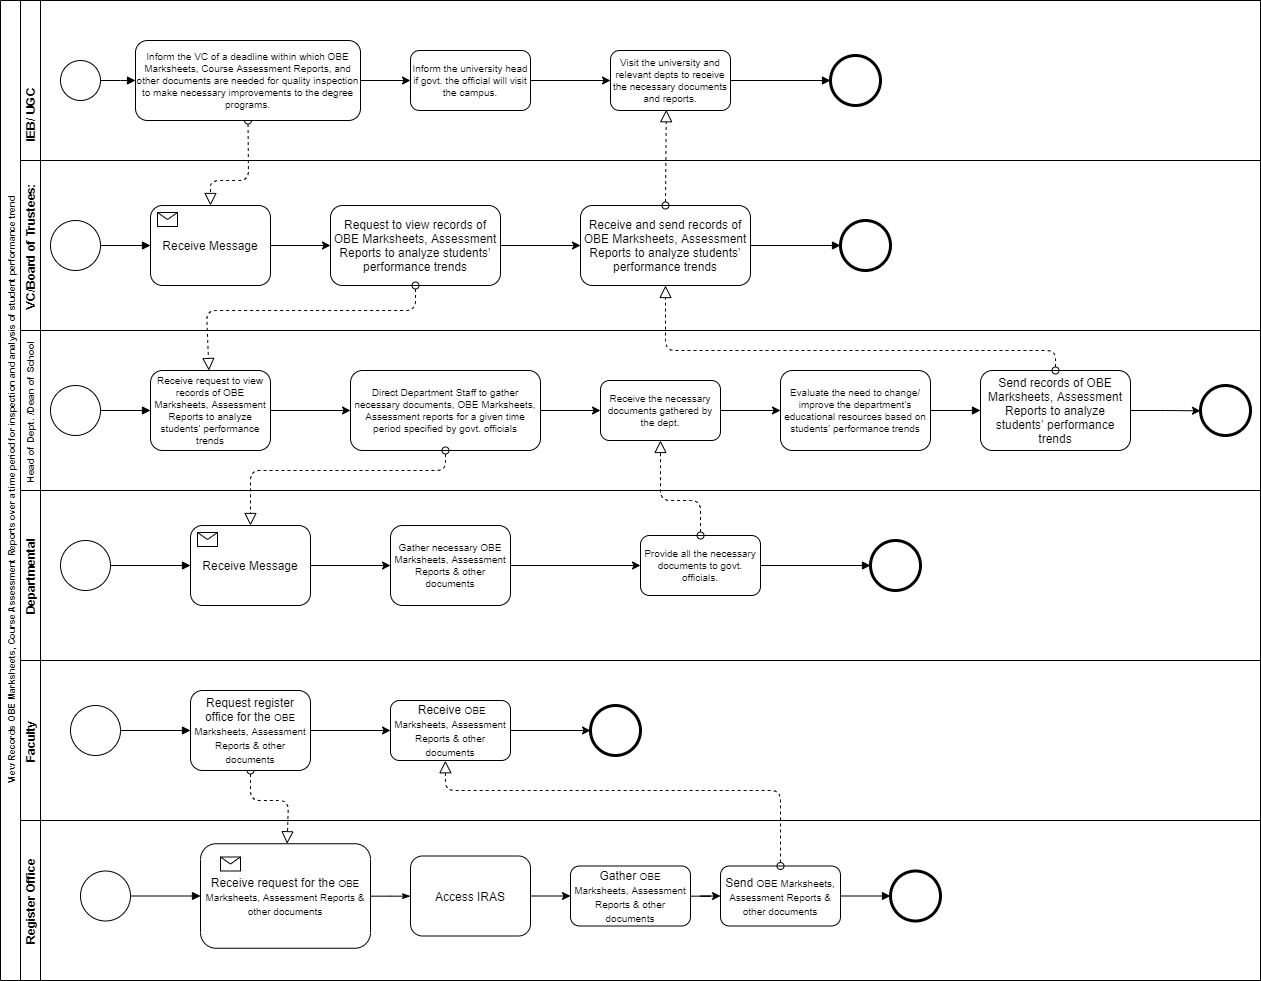 View Records OBE Marksheets, Course Assessment Reports over a time period for inspection and analysis of student performance trend
IEB/ UGC
Inform the VC of a deadline within which OBE
Marksheets, Course Assessment Reports, and
other documents are needed for quality inspection
to make necessary improvements to the degree
programs.
Inform the university head
if govt. the official will visit
the campus.
Visit the university and
relevant depts to receive
the necessary documents
and reports.
VC/Board of Trustees:
Receive Message
Request to view records of
OBE Marksheets, Assessment
Reports to analyze students'
performance trends
Receive and send records of
OBE Marksheets, Assessment
Reports to analyze students'
performance trends
Head of Dept. /Dean of School
Receive request to view
records of OBE
Marksheets, Assessment
Reports to analyze
students' performance
trends
Direct Department Staff to gather
necessary documents, OBE Marksheets,
Assessment reports for a given time
period specified by govt. officials
Receive the necessary
documents gathered by
the dept.
Evaluate the need to change/
improve the department's
educational resources based on
students' performance trends
Send records of OBE
Marksheets, Assessment
Reports to analyze
students' performance
trends
Departmental
Receive Message
Gather necessary OBE
Marksheets, Assessment
Reports & other
documents
Provide all the necessary
documents to govt.
officials.
Faculty
Request register
office for the OBE
Marksheets, Assessment
Reports & other
documents
Receive OBE
Marksheets, Assessment
Reports & other
documents
Register Office
Receive request for the OBE
Marksheets, Assessment Reports &
other documents
Access IRAS
Gather OBE
Marksheets, Assessment
Reports & other
documents
Send OBE Marksheets,
Assessment Reports &
other documents